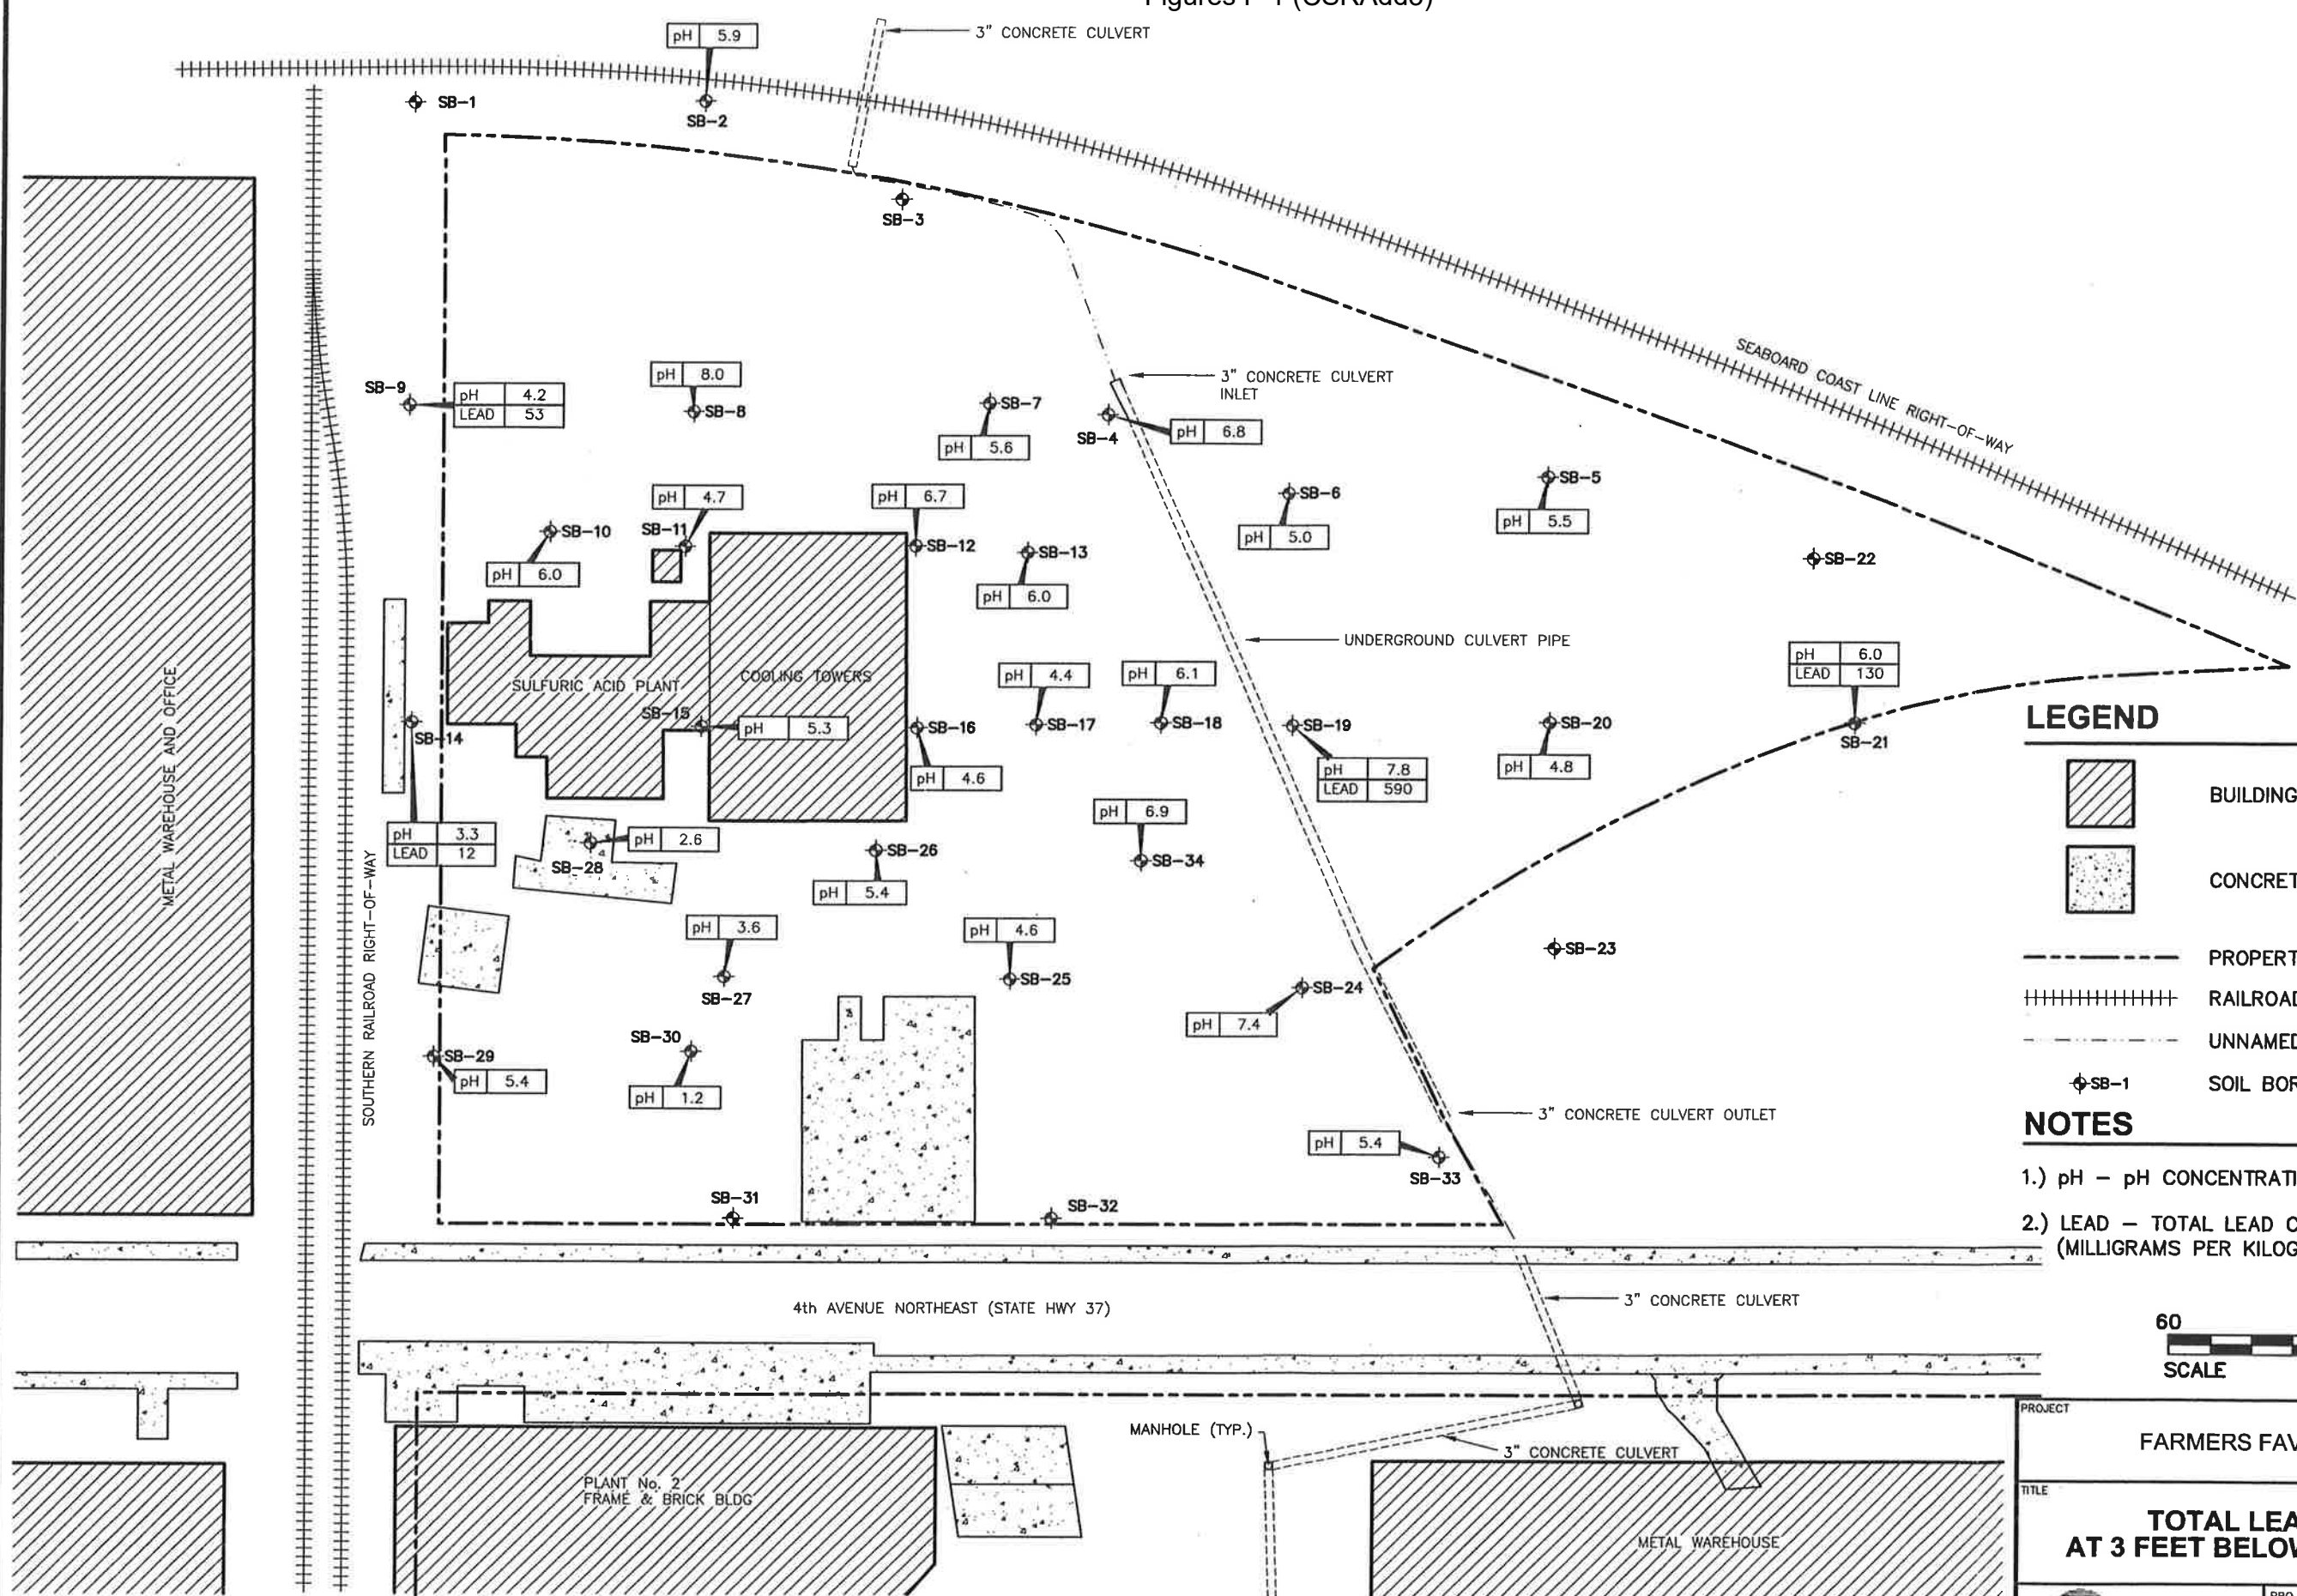 3" CONCRETE CULVERT
pH 5.9
SB-1
SB-2
SB-3
SEABOARD COAST LINE RIGHT-OF-WAY
SB-9
pH 4.2
LEAD 53
pH 8.0
SB-8
SB-7
pH 5.6
3" CONCRETE CULVERT
INLET
SB-4
pH 6.8
SB-6
pH 5.0
SB-5
pH 5.5
SB-10
pH 6.0
pH 4.7
SB-11
pH 6.7
SB-12
SB-13
pH 6.0
SB-22
UNDERGROUND CULVERT PIPE
METAL WAREHOUSE AND OFFICE
SULFURIC ACID PLANT
COOLING TOWERS
SB-14
pH 3.3
LEAD 12
SB-15
pH 5.3
SB-16
pH 4.6
pH 4.4
SB-17
pH 6.1
SB-18
SB-19
pH 7.8
LEAD 590
SB-20
pH 4.8
pH 6.0
LEAD 130
SB-21
SB-28
pH 2.6
SB-26
pH 5.4
pH 6.9
SB-34
SOUTHERN RAILROAD RIGHT-OF-WAY
pH 3.6
SB-27
pH 4.6
SB-25
SB-24
pH 7.4
SB-23
SB-29
pH 5.4
SB-30
pH 1.2
3" CONCRETE CULVERT OUTLET
pH 5.4
SB-33
SB-31
SB-32
4th AVENUE NORTHEAST (STATE HWY 37)
3" CONCRETE CULVERT
MANHOLE (TYP.)
3" CONCRETE CULVERT
PLANT No. 2
FRAME & BRICK BLDG
METAL WAREHOUSE
LEGEND
BUILDING
CONCRET
PROPERT
RAILROAD
UNNAMED
SB-1 SOIL BOR
NOTES
1.) pH – pH CONCENTRATI
2.) LEAD – TOTAL LEAD C
(MILLIGRAMS PER KILOG
60
SCALE
PROJECT
FARMERS FAV
TITLE
TOTAL LEA
AT 3 FEET BELOW